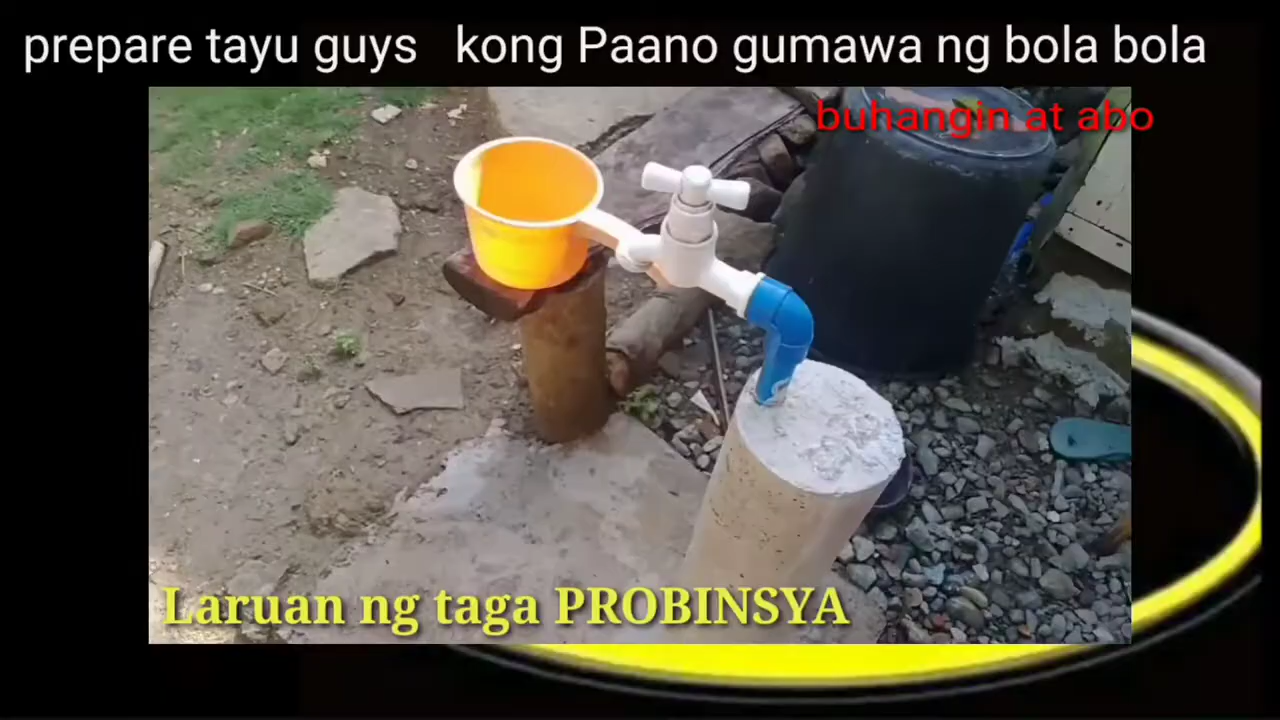 prepare tayu guys kong Paano gumawa ng bola bola
buhangin at abo
Laruan ng taga PROBINSYA